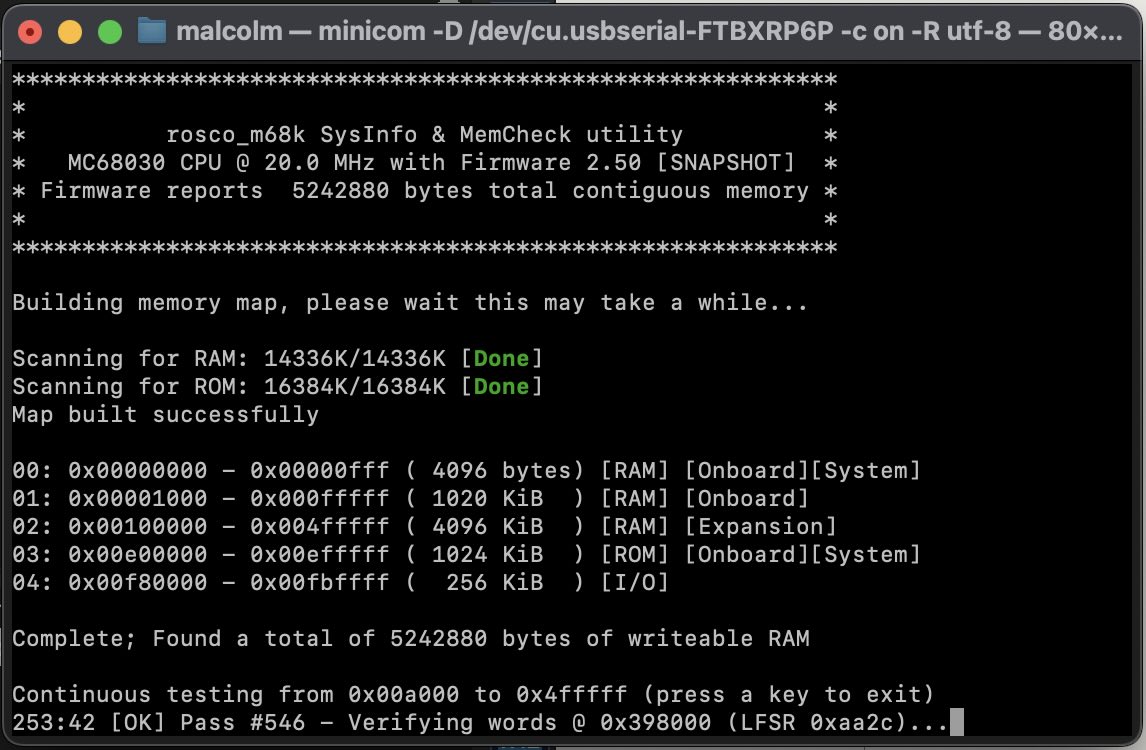 malcolm — minicom -D /dev/cu.usbserial-FTBXRP6P -c on -R utf-8 — 80×...
***********************************************************
*                                                         *
*          rosco_m68k SysInfo & MemCheck utility          *
*   MC68030 CPU @ 20.0 MHz with Firmware 2.50 [SNAPSHOT]  *
* Firmware reports  5242880 bytes total contiguous memory *
*                                                         *
***********************************************************
Building memory map, please wait this may take a while...
Scanning for RAM: 14336K/14336K [Done]
Scanning for ROM: 16384K/16384K [Done]
Map built successfully
00: 0x00000000 - 0x00000fff ( 4096 bytes) [RAM] [Onboard][System]
01: 0x00001000 - 0x000fffff ( 1020 KiB  ) [RAM] [Onboard]
02: 0x00100000 - 0x004fffff ( 4096 KiB  ) [RAM] [Expansion]
03: 0x00e00000 - 0x00efffff ( 1024 KiB  ) [ROM] [Onboard][System]
04: 0x00f80000 - 0x00fbffff (  256 KiB  ) [I/O]
Complete; Found a total of 5242880 bytes of writeable RAM
Continuous testing from 0x00a000 to 0x4fffff (press a key to exit)
253:42 [OK] Pass #546 - Verifying words @ 0x398000 (LFSR 0xaa2c)...